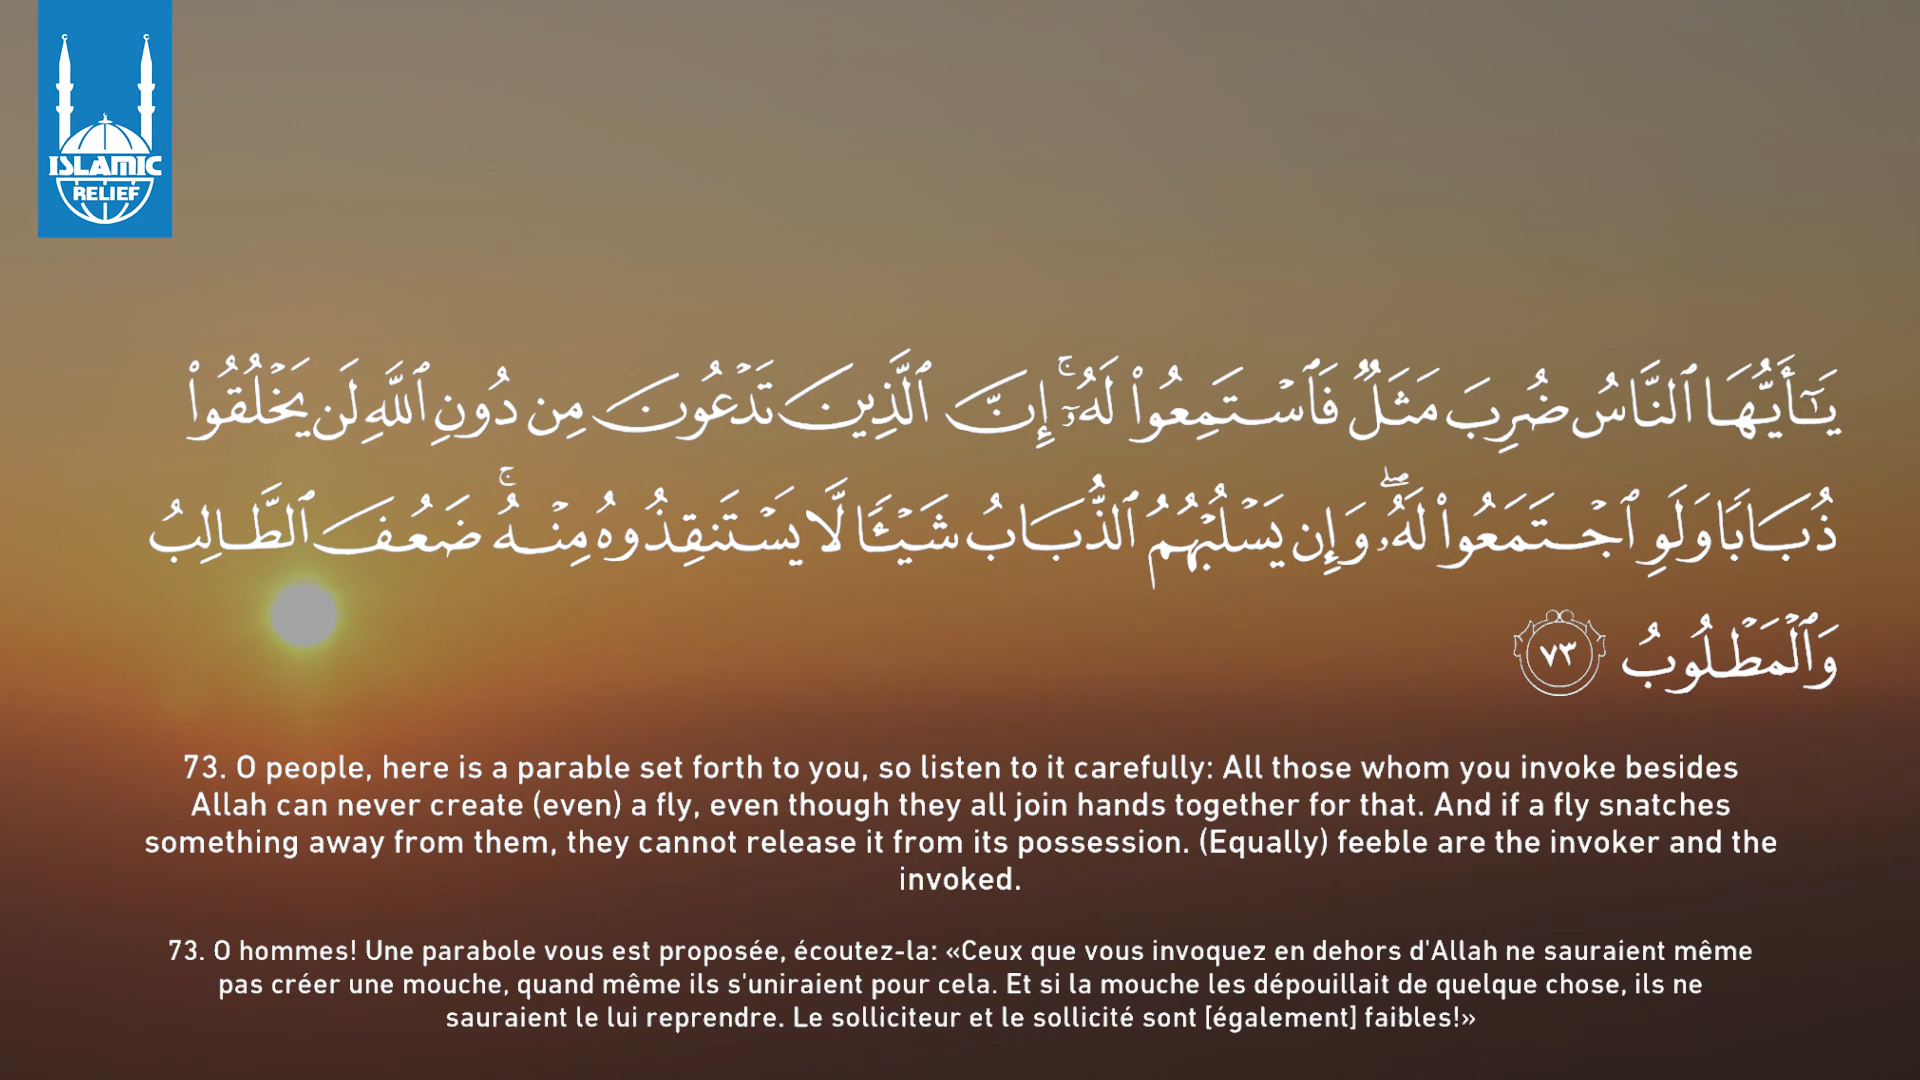 ISLAMIC
RELIEF
يَـٰٓأَيُّهَا ٱلنَّاسُ ضُرِبَ مَثَلٌ فَٱسْتَمِعُوا۟ لَهُۥٓ ۚ إِنَّ ٱلَّذِينَ تَدْعُونَ مِن دُونِ ٱللَّهِ لَن يَخْلُقُوا۟
ذُبَابًا وَلَوِ ٱجْتَمَعُوا۟ لَهُۥ ۖ وَإِن يَسْلُبْهُمُ ٱلذُّبَابُ شَيْـًٔا لَّا يَسْتَنقِذُوهُ مِنْهُ ۚ ضَعُفَ ٱلطَّالِبُ
وَٱلْمَطْلُوبُ ٧٣
73. O people, here is a parable set forth to you, so listen to it carefully: All those whom you invoke besides
Allah can never create (even) a fly, even though they all join hands together for that. And if a fly snatches
something away from them, they cannot release it from its possession. (Equally) feeble are the invoker and the
invoked.
73. O hommes! Une parabole vous est proposée, écoutez-la: «Ceux que vous invoquez en dehors d'Allah ne sauraient même
pas créer une mouche, quand même ils s'uniraient pour cela. Et si la mouche les dépouillait de quelque chose, ils ne
sauraient le lui reprendre. Le solliciteur et le sollicité sont [également] faibles!»